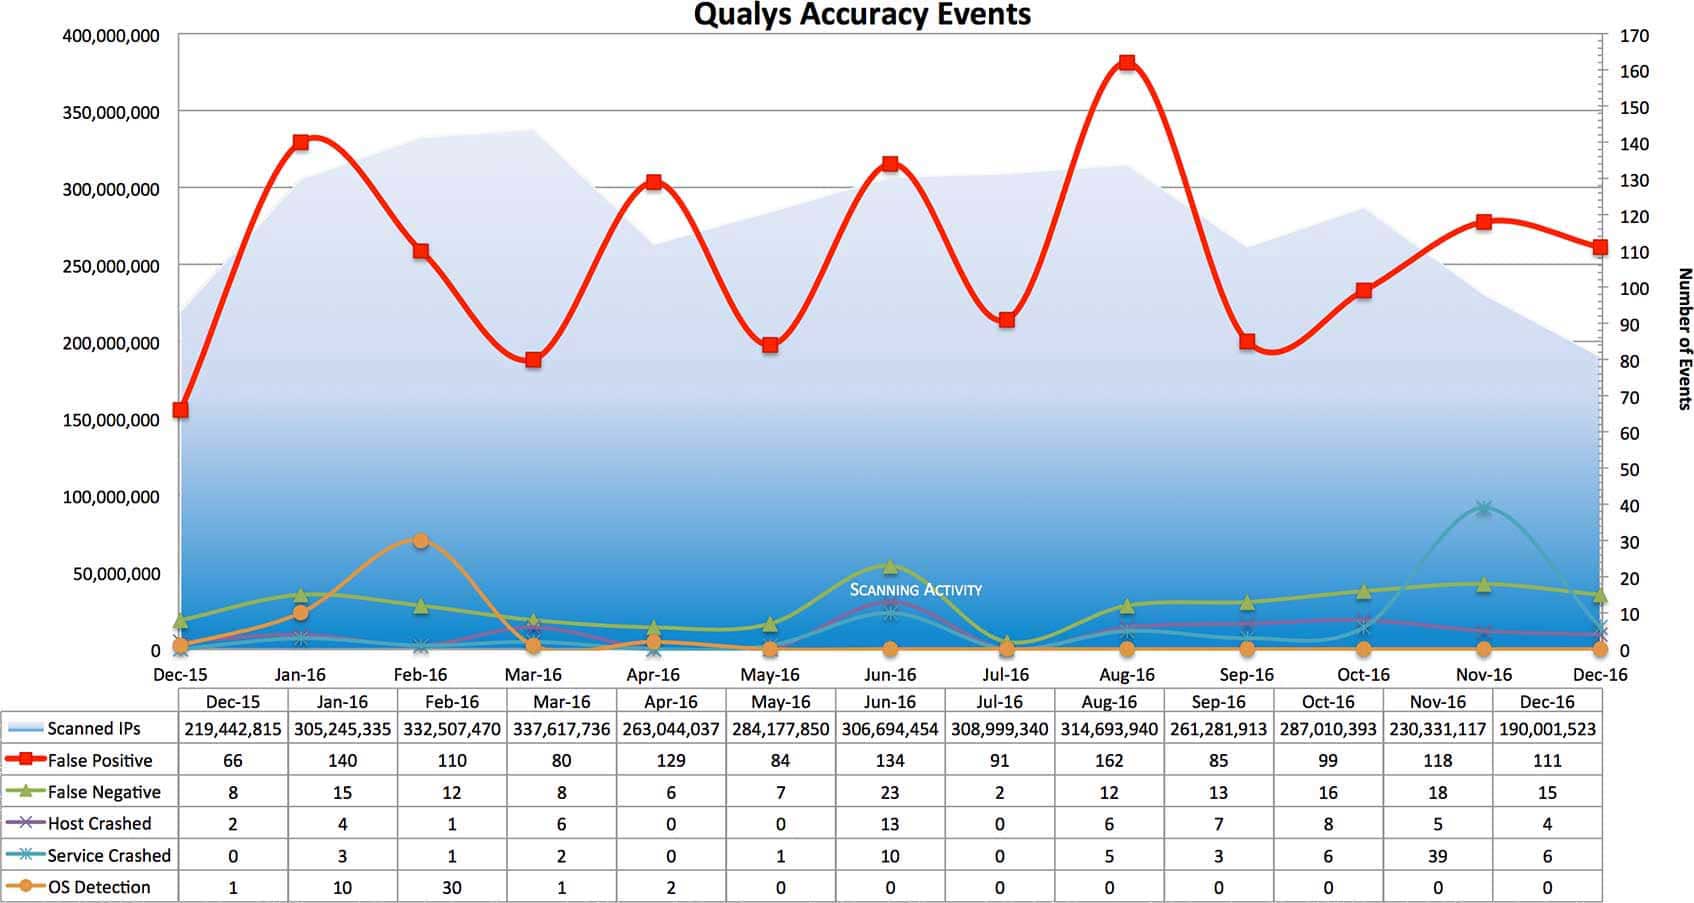 Qualys Accuracy Events
400,000,000
350,000,000
300,000,000
250,000,000
200,000,000
150,000,000
100,000,000
50,000,000
0
170
160
150
140
130
120
110
100
90
80
70
60
50
40
30
20
10
0
Number of Events
Scanning Activity
Dec-15 Jan-16 Feb-16 Mar-16 Apr-16 May-16 Jun-16 Jul-16 Aug-16 Sep-16 Oct-16 Nov-16 Dec-16
Dec-15 Jan-16 Feb-16 Mar-16 Apr-16 May-16 Jun-16 Jul-16 Aug-16 Sep-16 Oct-16 Nov-16 Dec-16
Scanned IPs 219,442,815 305,245,335 332,507,470 337,617,736 263,044,037 284,177,850 306,694,454 308,999,340 314,693,940 261,281,913 287,010,393 230,331,117 190,001,523
False Positive 66 140 110 80 129 84 134 91 162 85 99 118 111
False Negative 8 15 12 8 6 7 23 2 12 13 16 18 15
Host Crashed 2 4 1 6 0 0 13 0 6 7 8 5 4
Service Crashed 0 3 1 2 0 1 10 0 5 3 6 39 6
OS Detection 1 10 30 1 2 0 0 0 0 0 0 0 0